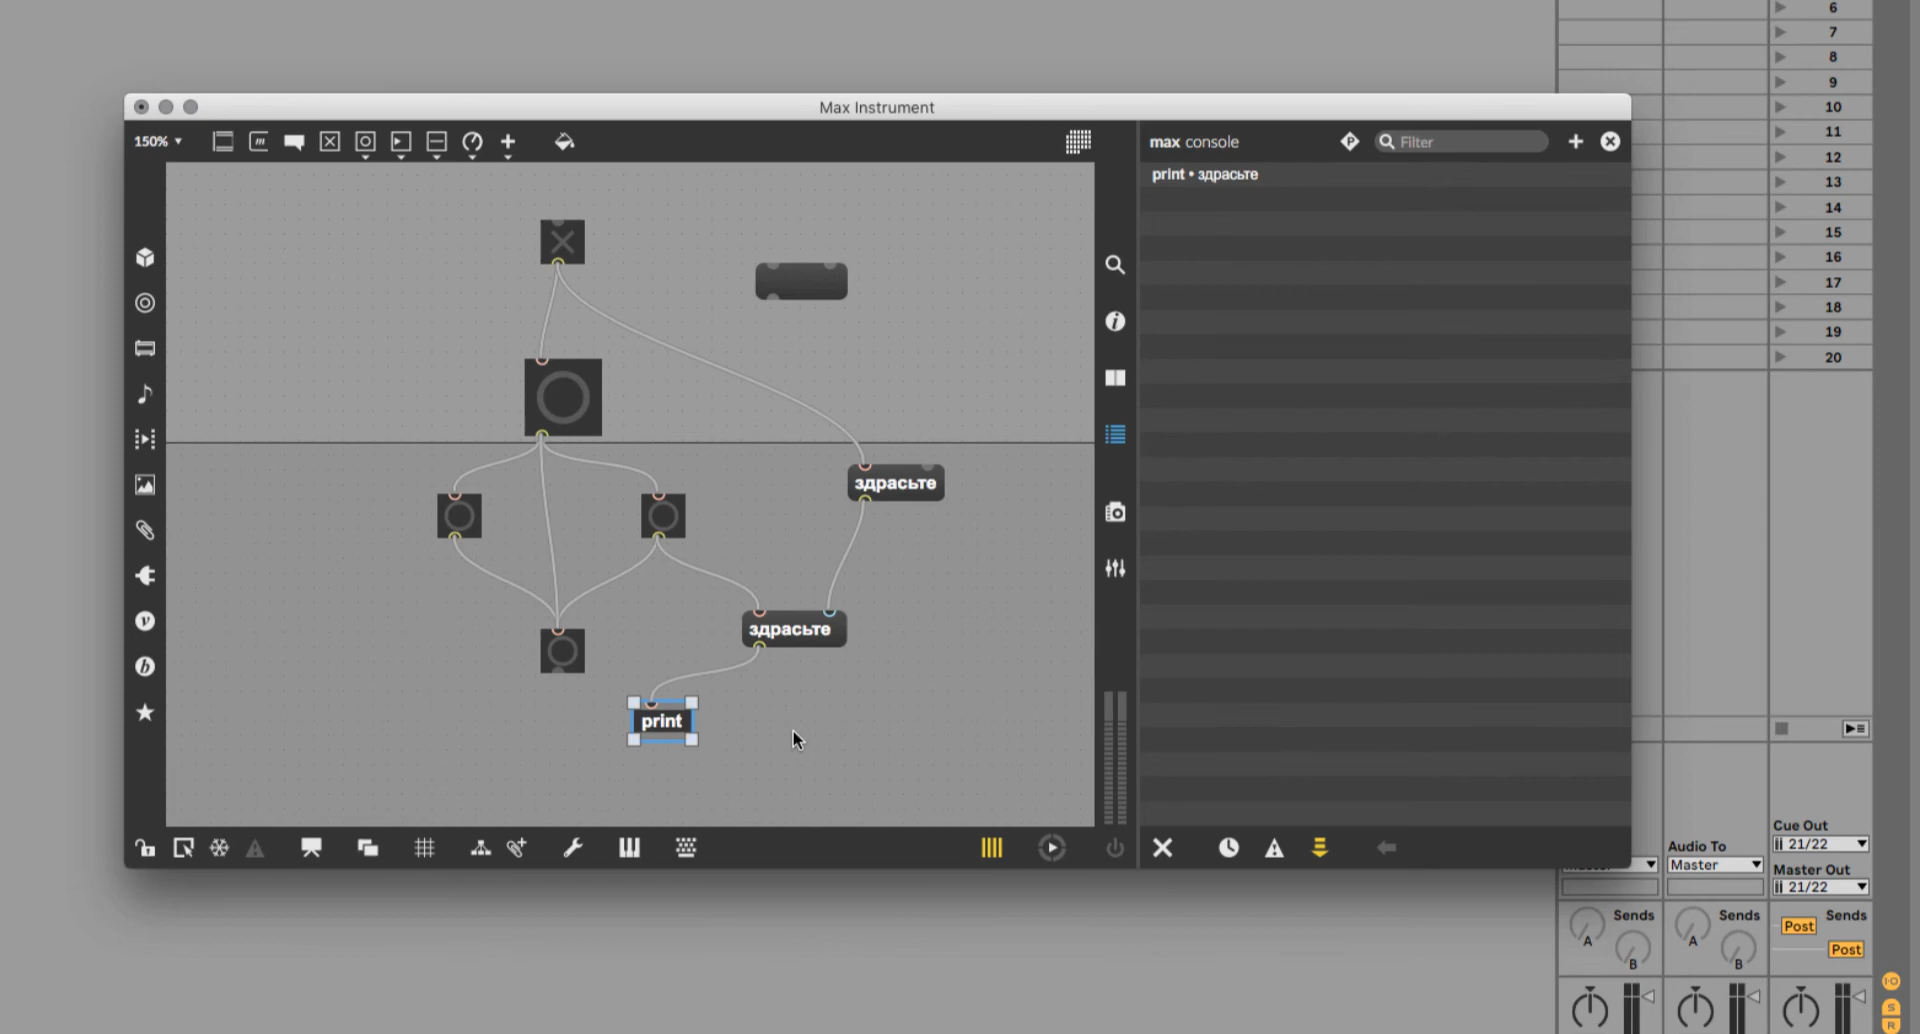 6
7
8
9
10
11
12
13
14
15
16
17
18
19
20
Max Instrument
150%
max console
Filter
print • здрасьте
здрасьте
здрасьте
print
Cue Out
21/22
Audio To
Master
Master Out
21/22
Sends
Sends
Sends
A
B
A
B
Post
Post
I·O
S
R